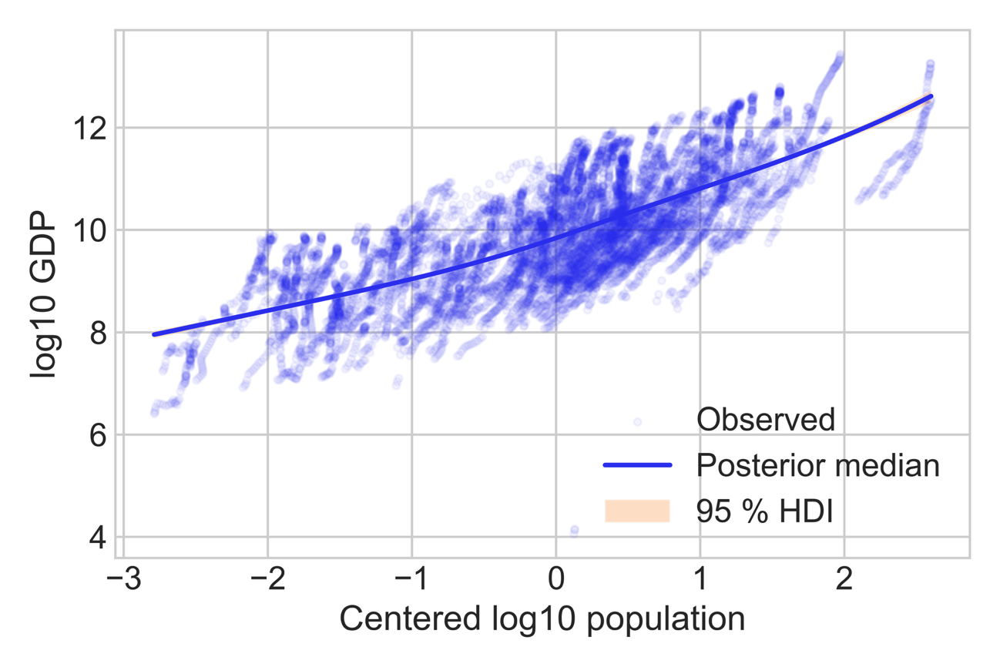 log10 GDP
12
10
8
6
4
Observed
Posterior median
95 % HDI
−3 −2 −1 0 1 2
Centered log10 population